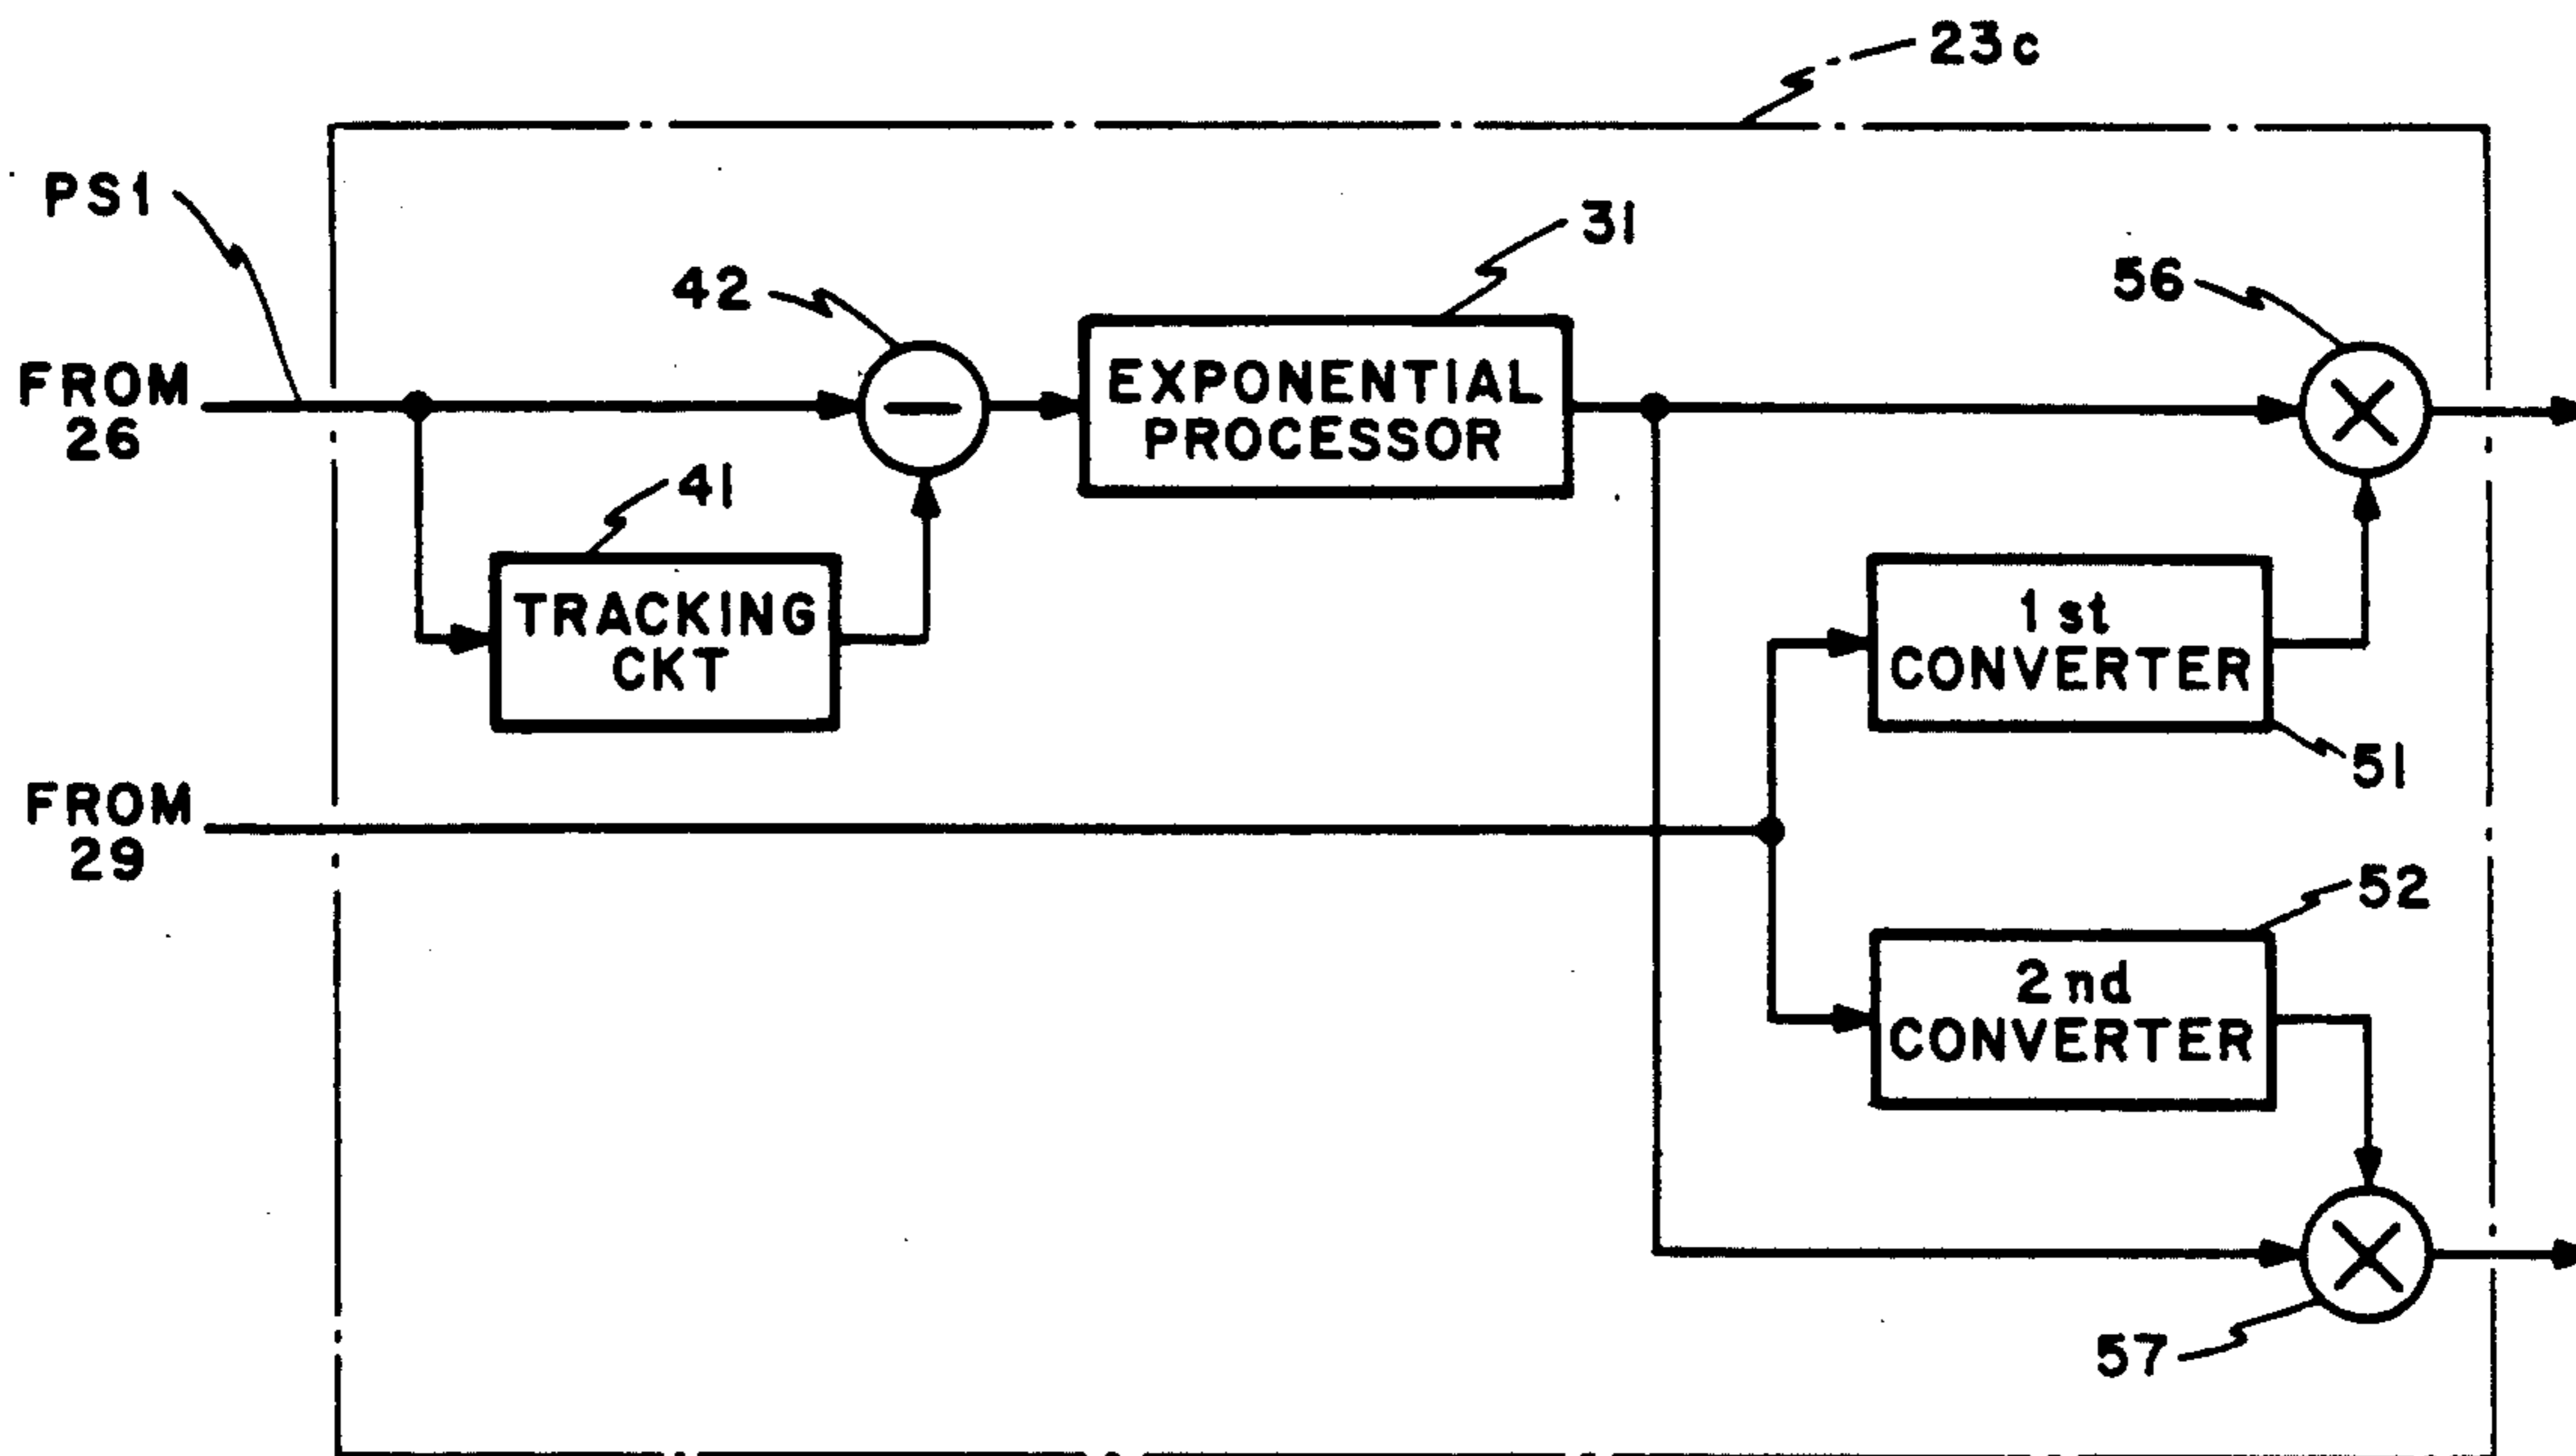 23c
PS1
31
42
56
FROM
26
EXPONENTIAL
PROCESSOR
41
TRACKING
CKT
1st
CONVERTER
51
FROM
29
52
2nd
CONVERTER
57